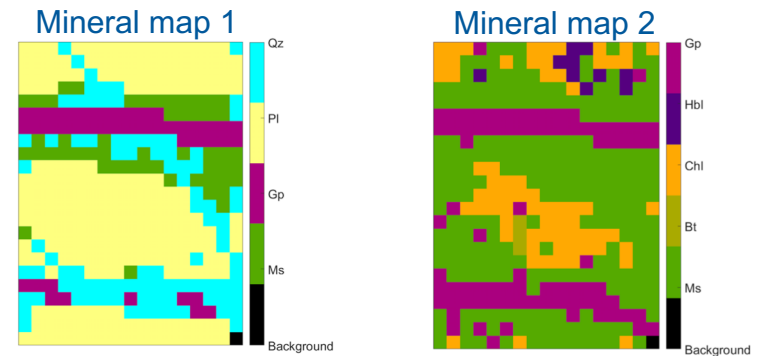 Mineral map 1
Qz
Pl
Gp
Ms
Background
Mineral map 2
Gp
Hbl
Chl
Bt
Ms
Background